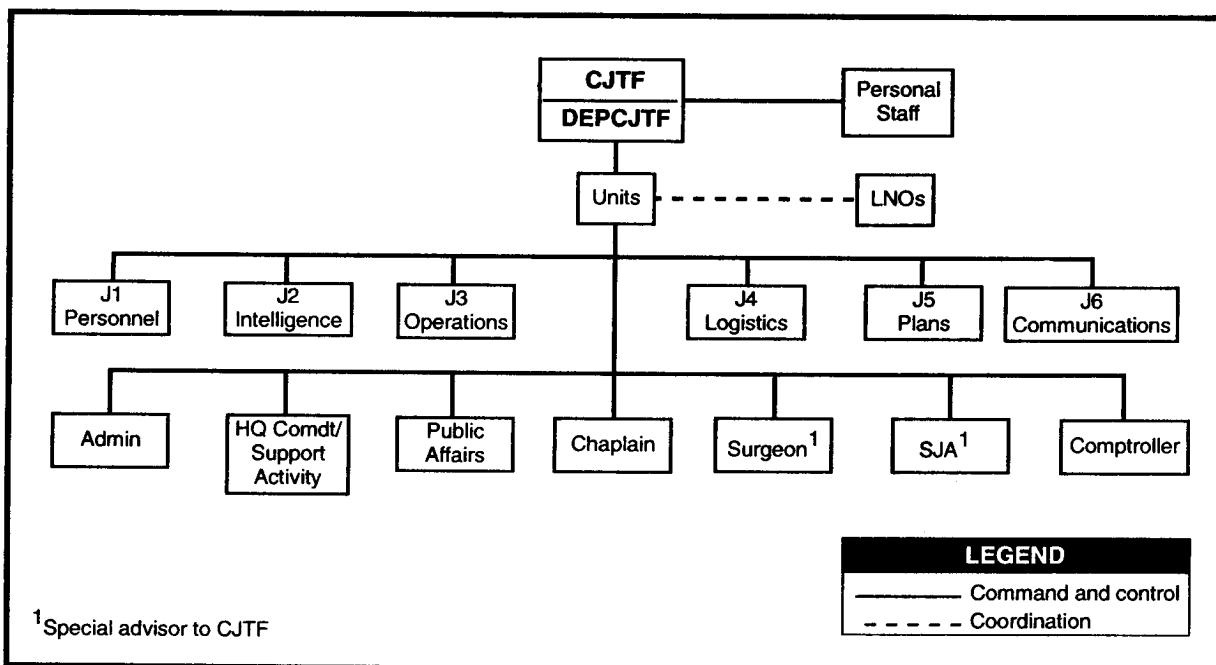 CJTF
DEPCJTF
Personal
Staff
Units
LNOs
J1
Personnel
J2
Intelligence
J3
Operations
J4
Logistics
J5
Plans
J6
Communications
Admin
HQ Comdt/
Support
Activity
Public
Affairs
Chaplain
Surgeon¹
SJA¹
Comptroller
LEGEND
Command and control
Coordination
¹Special advisor to CJTF